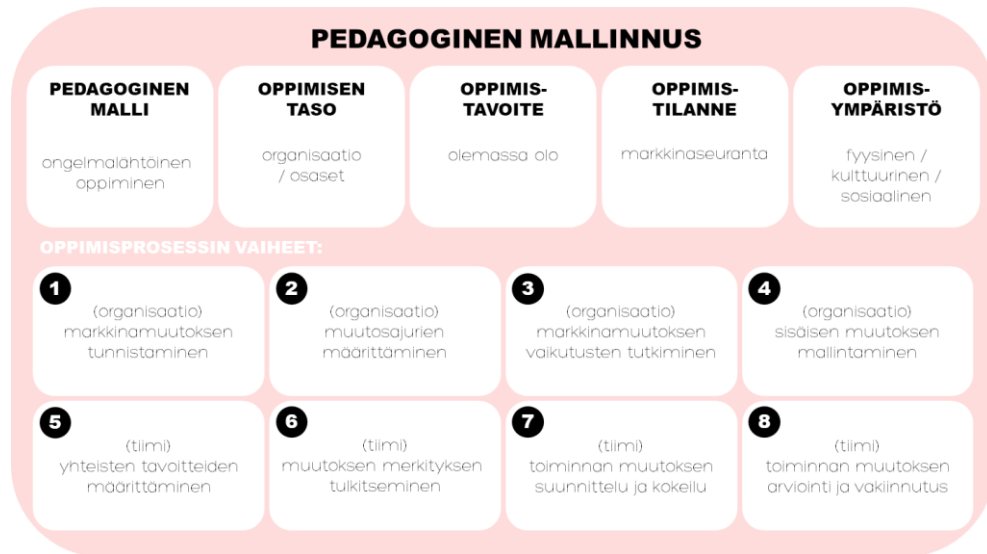 PEDAGOGINEN MALLINNUS
PEDAGOGINEN
MALLI
ongelmalähtöinen
oppiminen
OPPIMISEN
TASO
organisaatio
/ osaset
OPPIMIS-
TAVOITE
olemassa olo
OPPIMIS-
TILANNE
markkinaseuranta
OPPIMIS-
YMPÄRISTÖ
fyysinen /
kulttuurinen /
sosiaalinen
OPPIMISPROSESSIN VAIHEET:
1
(organisaatio)
markkinamuutoksen
tunnistaminen
2
(organisaatio)
muutosajurien
määrittäminen
3
(organisaatio)
markkinamuutoksen
vaikutusten tutkiminen
4
(organisaatio)
sisäisen muutoksen
mallintaminen
5
(tiimi)
yhteisten tavoitteiden
määrittäminen
6
(tiimi)
muutoksen merkityksen
tulkitseminen
7
(tiimi)
toiminnan muutoksen
suunnittelu ja kokeilu
8
(tiimi)
toiminnan muutoksen
arviointi ja vakiinnutus